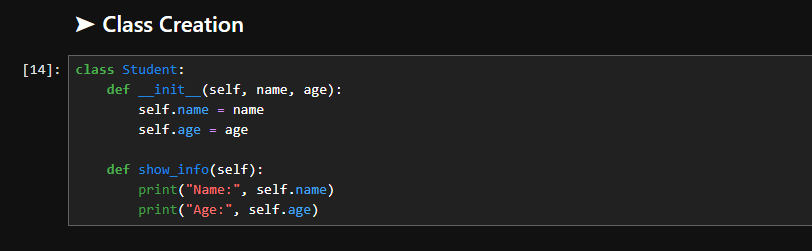 ➤ Class Creation
[14]: class Student:
    def __init__(self, name, age):
        self.name = name
        self.age = age

    def show_info(self):
        print("Name:", self.name)
        print("Age:", self.age)